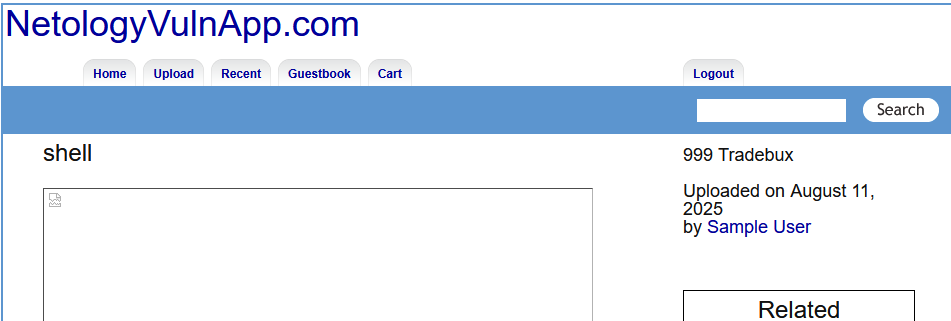 NetologyVulnApp.com
Home Upload Recent Guestbook Cart Logout
Search
shell
999 Tradebux
Uploaded on August 11,
2025
by Sample User
Related